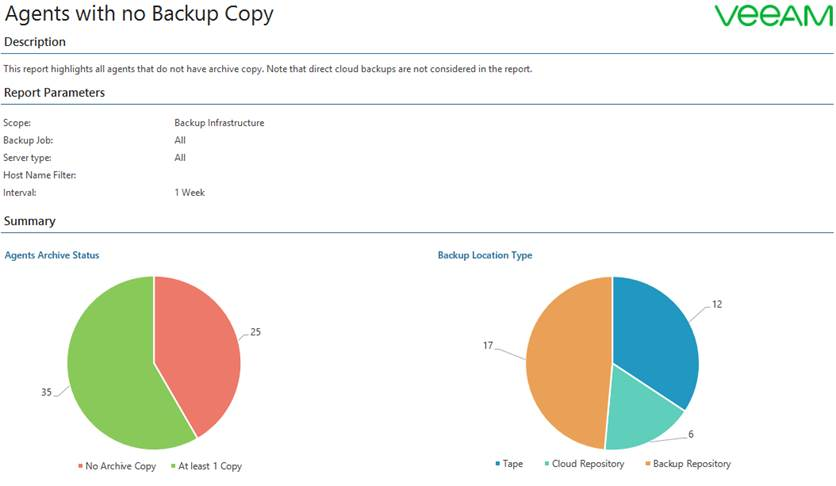 Agents with no Backup Copy
VEEAM
Description
This report highlights all agents that do not have archive copy. Note that direct cloud backups are not considered in the report.
Report Parameters
Scope: Backup Infrastructure
Backup Job: All
Server type: All
Host Name Filter:
Interval: 1 Week
Summary
Agents Archive Status
25
35
No Archive Copy At least 1 Copy
Backup Location Type
12
17
6
Tape Cloud Repository Backup Repository